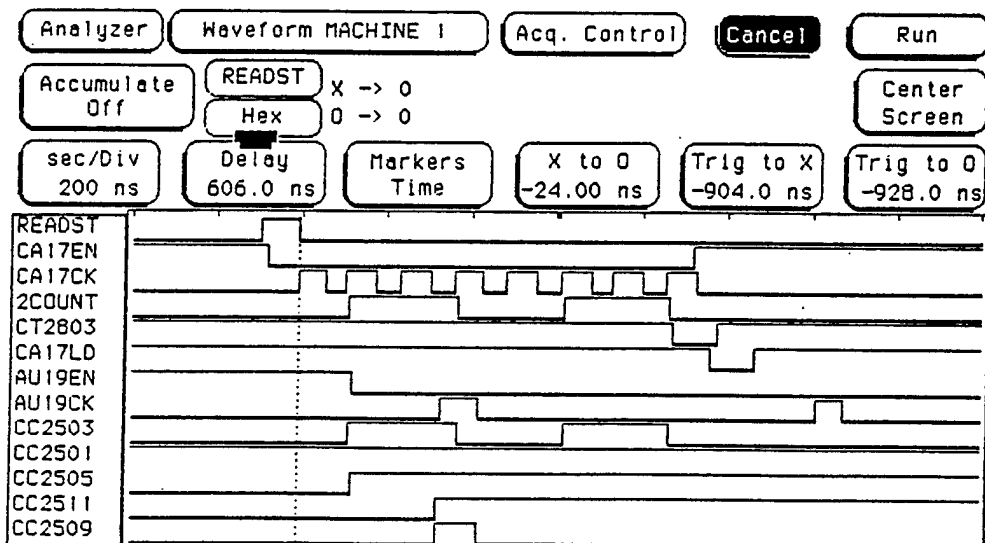 Analyzer Waveform MACHINE 1 Acq. Control Cancel Run
Accumulate Off READST X -> 0 Center Screen
Hex O -> 0
sec/Div Delay Markers X to O Trig to X Trig to O
200 ns 606.0 ns Time -24.00 ns -904.0 ns -928.0 ns
READST
CA17EN
CA17CK
2COUNT
CT2803
CA17LD
AU19EN
AU19CK
CC2503
CC2501
CC2505
CC2511
CC2509